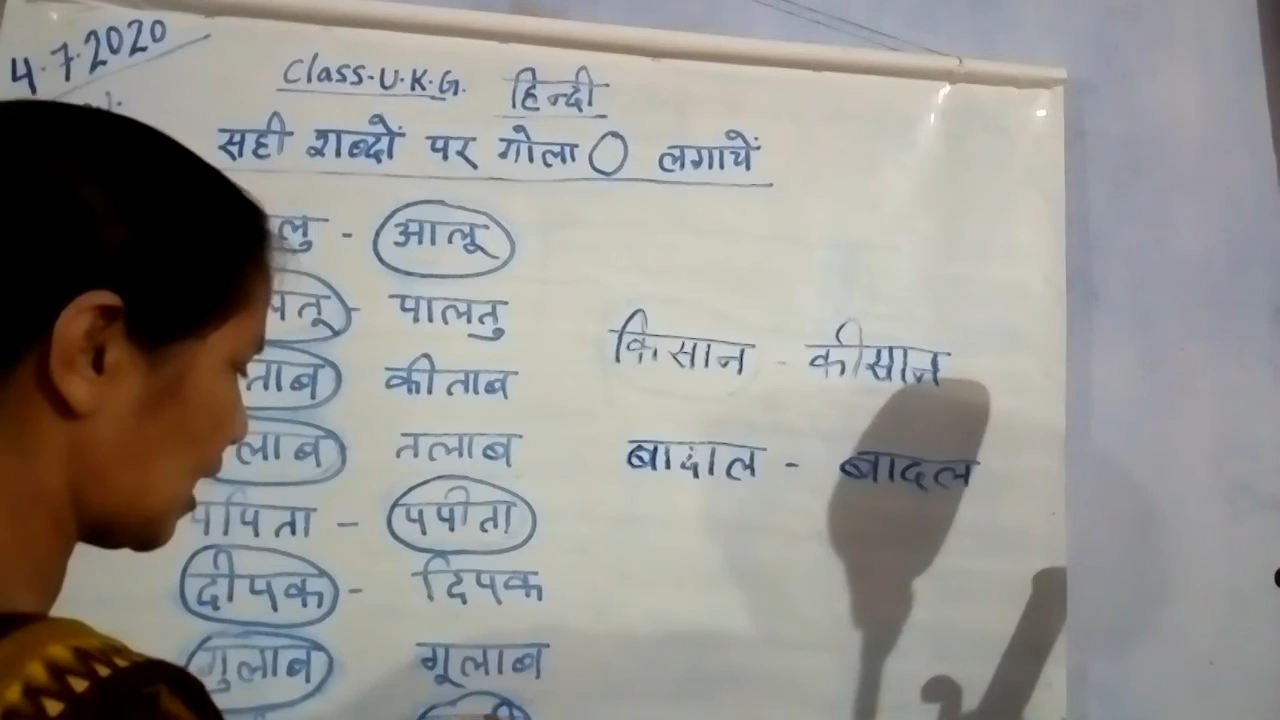 4.7.2020
Class-U.K.G. हिन्दी
सही शब्दों पर गोला ○ लगायें
- आलू
पालतु
कीताब
तलाब
पपिता - पपीता
दीपक - दिपक
गुलाब गूलाब
किसान - कीसान
बादाल - बादल